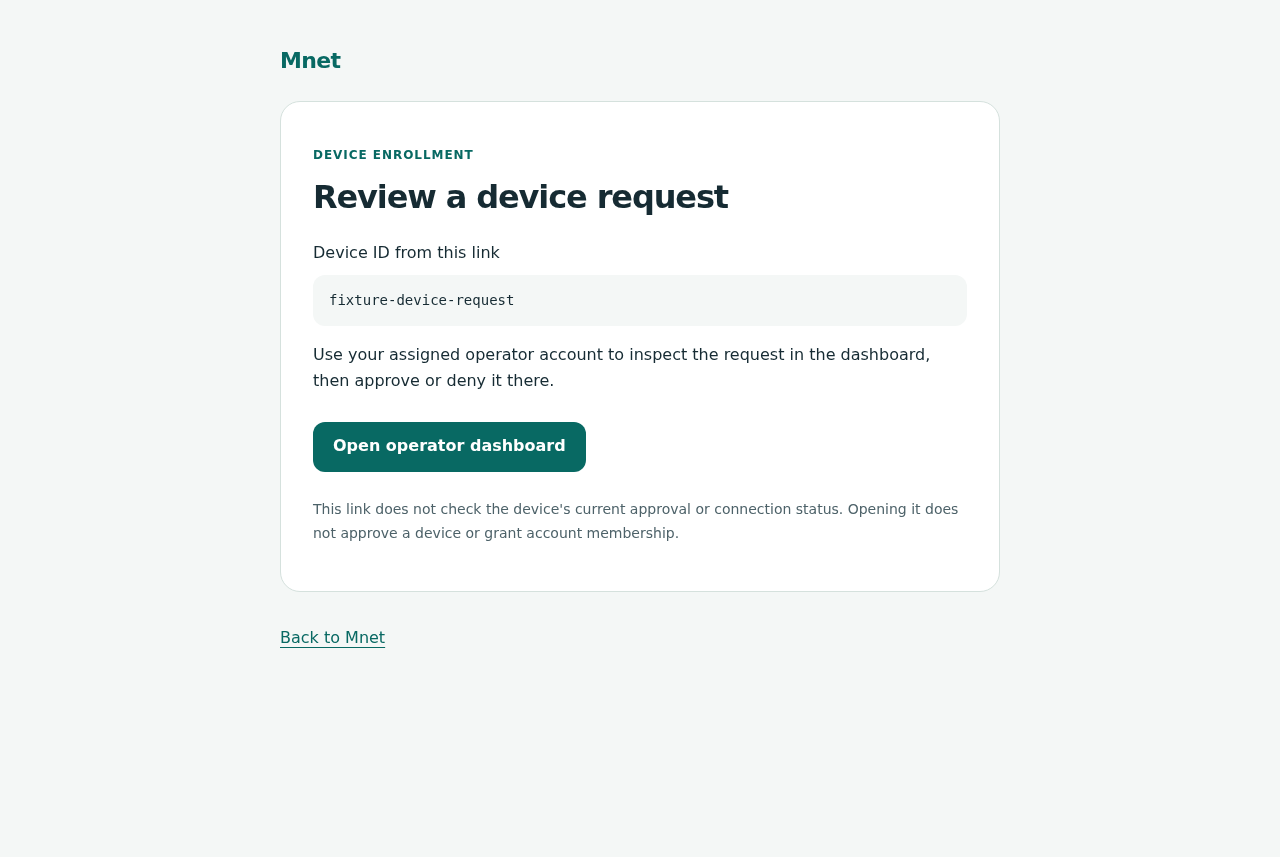 Mnet
DEVICE ENROLLMENT
Review a device request
Device ID from this link
fixture-device-request
Use your assigned operator account to inspect the request in the dashboard,
then approve or deny it there.
Open operator dashboard
This link does not check the device's current approval or connection status. Opening it does
not approve a device or grant account membership.
Back to Mnet